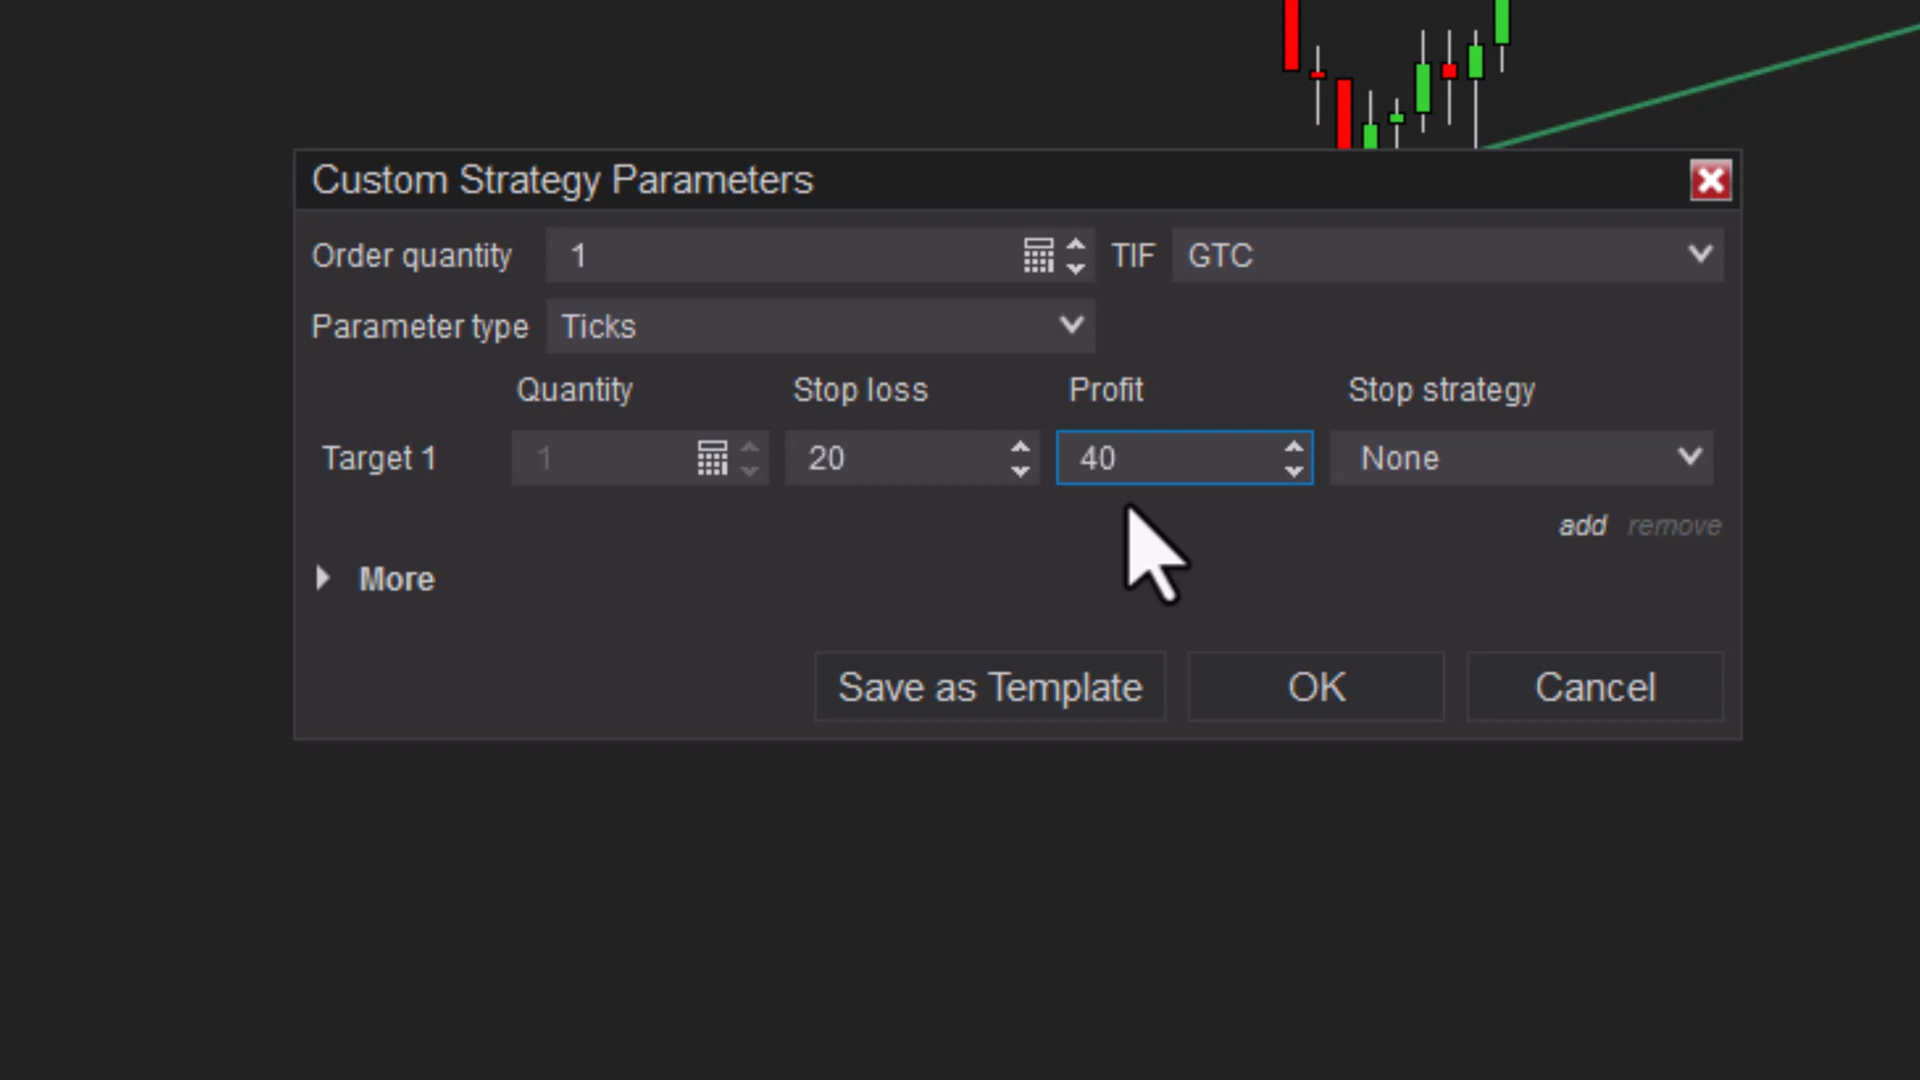 Custom Strategy Parameters
Order quantity 1 TIF GTC
Parameter type Ticks
Quantity Stop loss Profit Stop strategy
Target 1 1 20 40 None
add remove
More
Save as Template OK Cancel